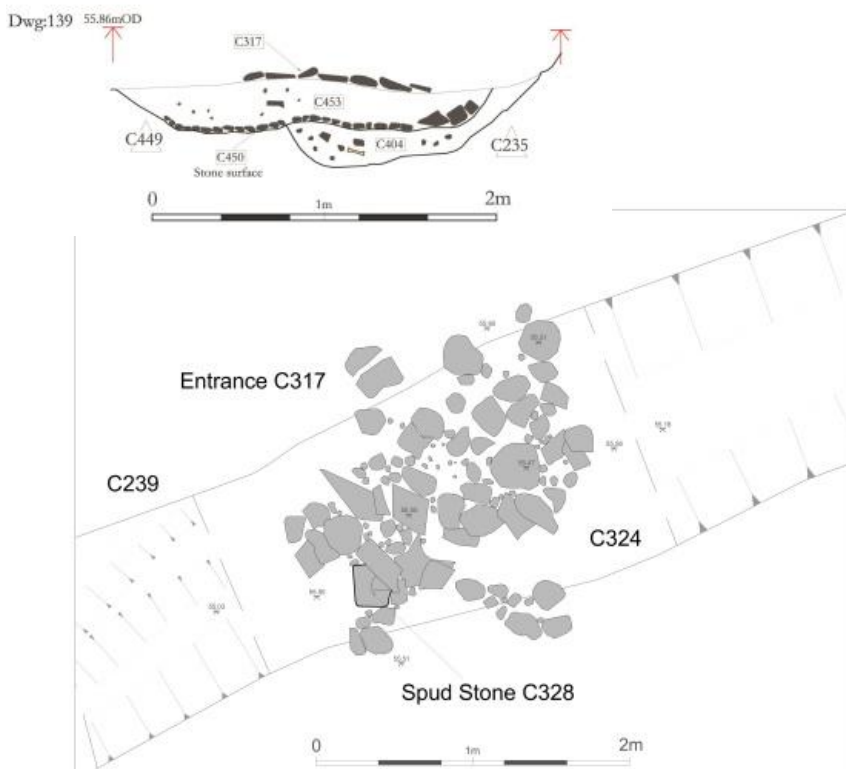 Dwg:139 55.86mOD
C317
C453
C449
C404
C235
C450
Stone surface
0 1m 2m
Entrance C317
C239
C324
Spud Stone C328
0 1m 2m